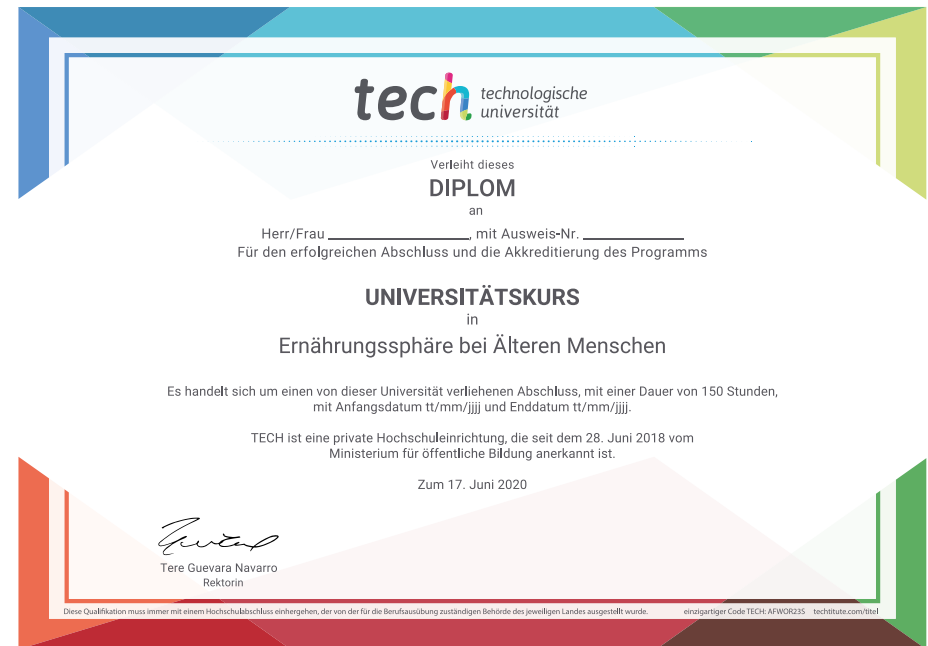 tech technologische
universität
Verleiht dieses
DIPLOM
an
Herr/Frau ____________, mit Ausweis-Nr. ____________
Für den erfolgreichen Abschluss und die Akkreditierung des Programms
UNIVERSITÄTSKURS
in
Ernährungssphäre bei Älteren Menschen
Es handelt sich um einen von dieser Universität verliehenen Abschluss, mit einer Dauer von 150 Stunden,
mit Anfangsdatum tt/mm/jjjj und Enddatum tt/mm/jjjj.
TECH ist eine private Hochschuleinrichtung, die seit dem 28. Juni 2018 vom
Ministerium für öffentliche Bildung anerkannt ist.
Zum 17. Juni 2020
Tere Guevara Navarro
Rektorin
Diese Qualifikation muss immer mit einem Hochschulabschluss einhergehen, der von der für die Berufsausübung zuständigen Behörde des jeweiligen Landes ausgestellt wurde. einzigartiger Code TECH: AFWOR23S techtitute.com/titel